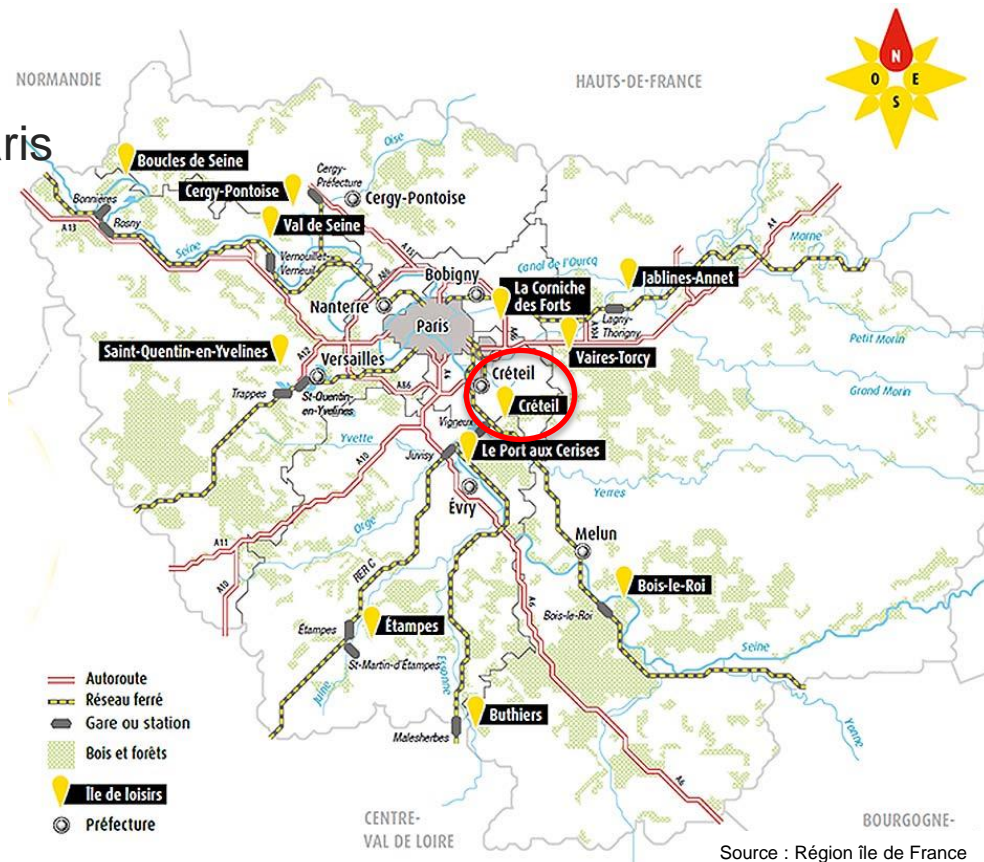 NORMANDIE
HAUTS-DE-FRANCE
N
O
E
S
Paris
Boucles de Seine
Oise
Cergy-Pontoise
Cergy-
Préfecture
Cergy-Pontoise
Bonnières
Rosny
A13
Val de Seine
Seine
Vernouillet-
Verneuil
A15
Bobigny
Canal de l'Ourcq
A4
Marne
Jablines-Annet
La Corniche
des Forts
Nanterre
Lagny-
Thorigny
Paris
A104
Petit Morin
Saint-Quentin-en-Yvelines
A12
Versailles
Vaires-Torcy
Grand Morin
Créteil
Créteil
Trappes
St-Quentin-
en-Yvelines
A86
Vigneux
Yvette
A10
Juvisy
Le Port aux Cerises
Évry
Yerres
Orge
A11
Melun
A10
RER C
A6
Bois-le-Roi
Bois-le-Roi
Étampes
Étampes
Seine
St-Martin-d'Étampes
Juine
Essonne
Buthiers
Malesherbes
Yonne
A6
Autoroute
Réseau ferré
Gare ou station
Bois et forêts
Île de loisirs
Préfecture
CENTRE-
VAL DE LOIRE
BOURGOGNE-
Source : Région île de France